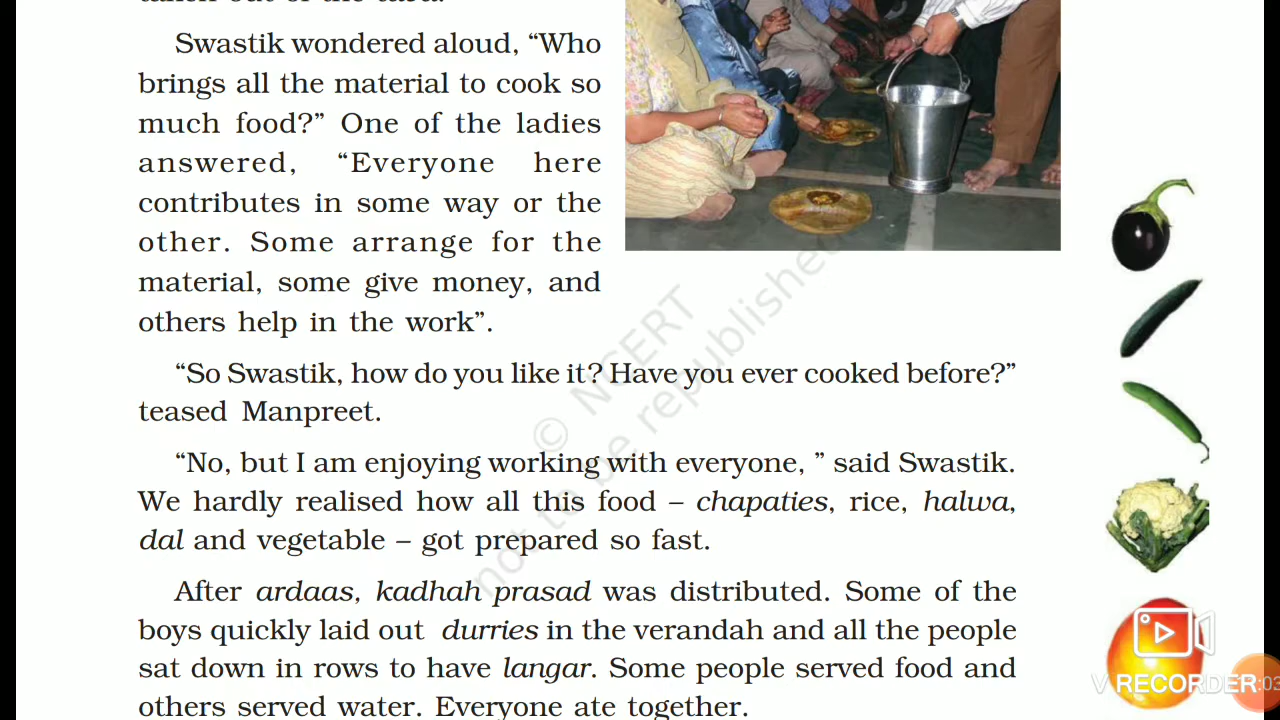 Swastik wondered aloud, “Who
brings all the material to cook so
much food?” One of the ladies
answered, “Everyone here
contributes in some way or the
other. Some arrange for the
material, some give money, and
others help in the work”.
“So Swastik, how do you like it? Have you ever cooked before?”
teased Manpreet.
“No, but I am enjoying working with everyone, ” said Swastik.
We hardly realised how all this food – chapaties, rice, halwa,
dal and vegetable – got prepared so fast.
After ardaas, kadhah prasad was distributed. Some of the
boys quickly laid out durries in the verandah and all the people
sat down in rows to have langar. Some people served food and
others served water. Everyone ate together.
© NCERT
not to be republished
V RECORDER
:03